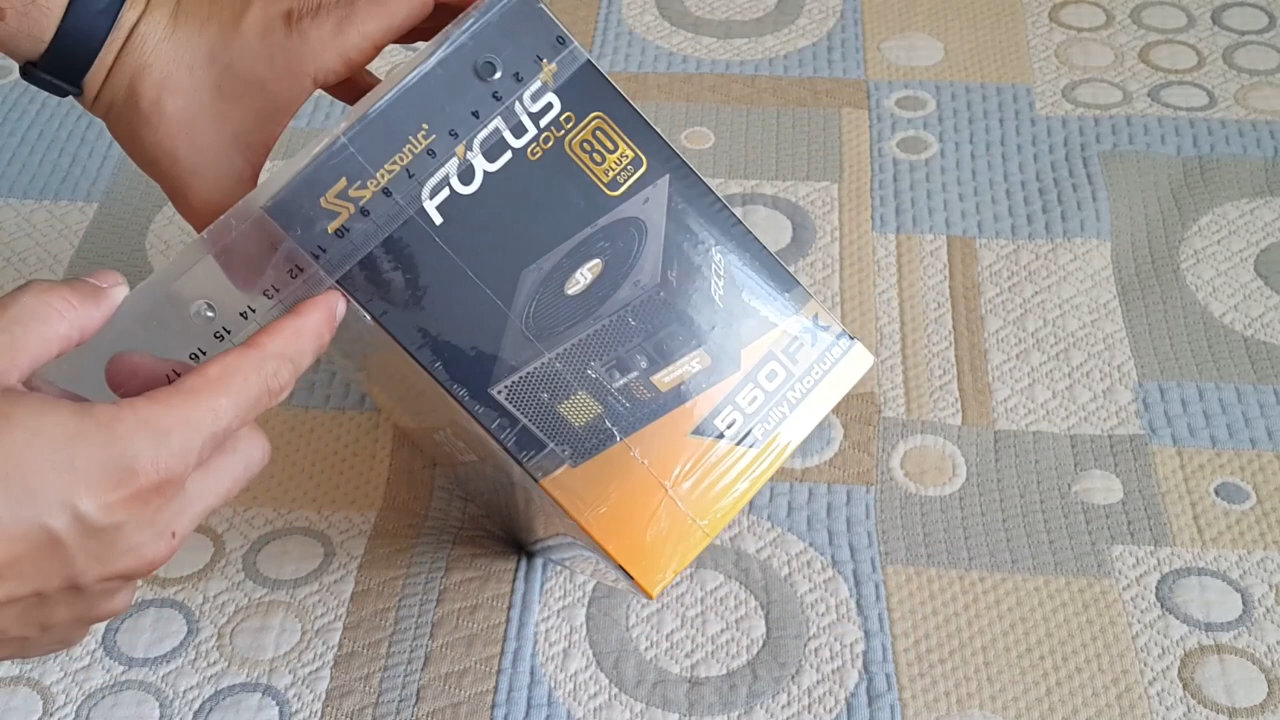 0 1 2 3 4 5 6 7 8 9 10 11 12 13 14 15 16 17
Seasonic
FOCUS+
GOLD
80
PLUS
GOLD
FOCUS
Seasonic
550 FX
Fully Modular